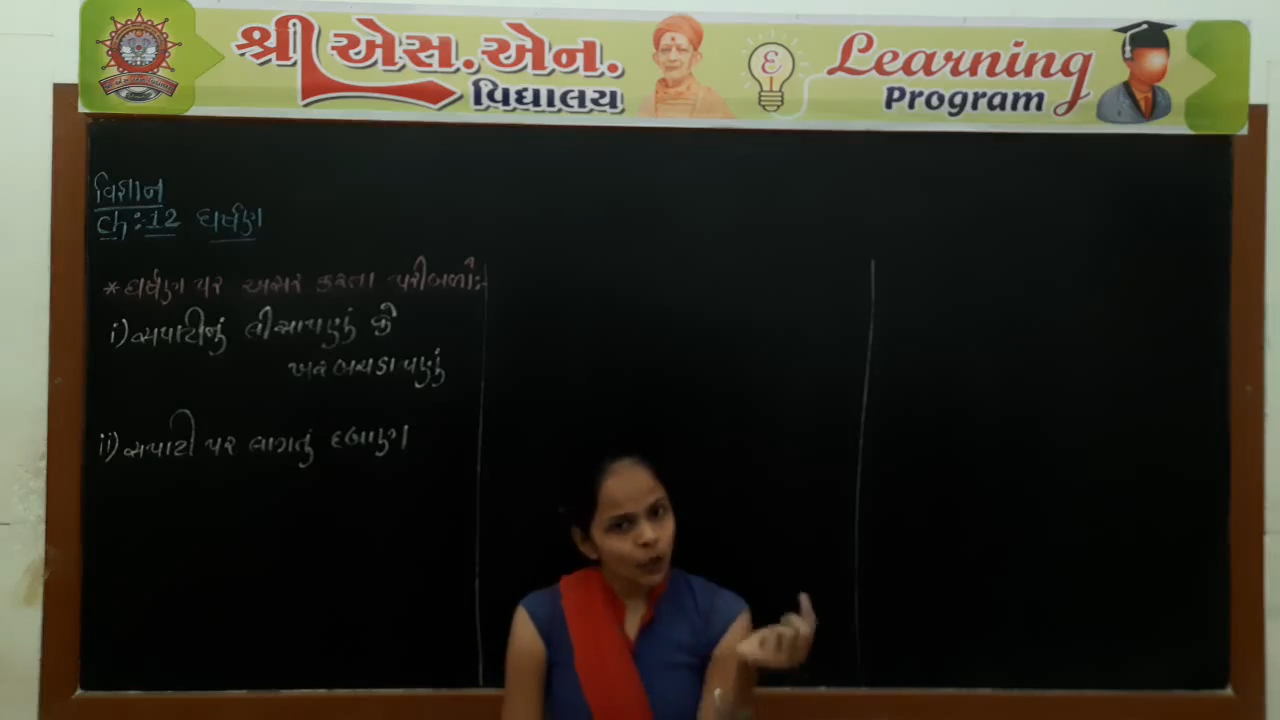 શ્રી એસ.એન.
વિદ્યાલય
Learning
Program
વિજ્ઞાન
ch:-12 ઘર્ષણ
* ઘર્ષણ પર અસર કરતા પરીબળોઃ-
i) સપાટીનું લીસાપણું કે
ખરબચડાપણું
ii) સપાટી પર લાગતું દબાણ